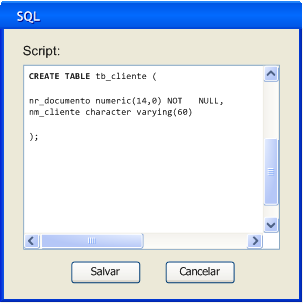 SQL
Script:
CREATE TABLE tb_cliente (
nr_documento numeric(14,0) NOT   NULL,
nm_cliente character varying(60)
);
Salvar
Cancelar